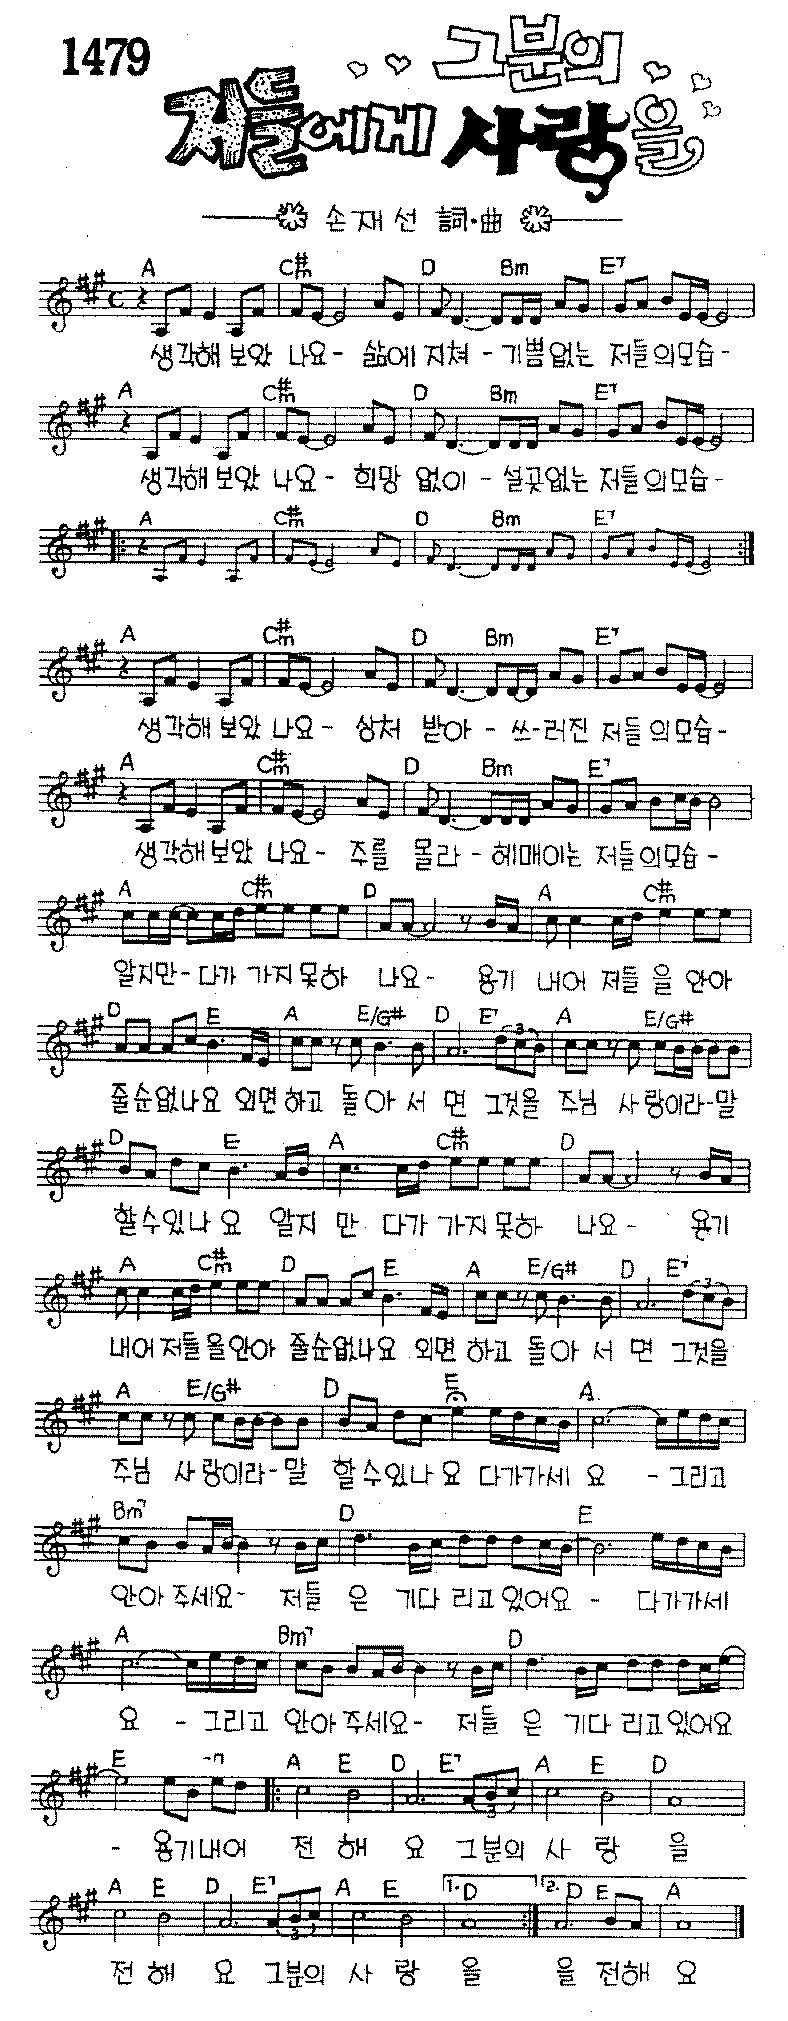 1479
그분의
저들에게 사랑을
손재선 詞·曲
A C#m D Bm E7
생각해 보았 나요- 삶에 지쳐 - 기쁨없는 저들의모습-
A C#m D Bm E7
생각해 보았 나요- 희망 없이 - 설곳없는 저들의모습-
A C#m D Bm E7
A C#m D Bm E7
생각해 보았 나요- 상처 받아 - 쓰-러진 저들의모습-
A C#m D Bm E7
생각해 보았 나요- 주를 몰라 - 헤매이는 저들의모습-
A C#m D A C#m
알지만-다가 가지못하 나요- 용기 내어 저들 을 안아
D E A E/G# D E7 A E/G#
줄순없나요 외면하고 돌아 서 면 그것을 주님 사랑이라-말
D E A C#m D
할수있나 요 알지 만 다가 가지못하 나요- 용기
A C#m D E A E/G# D E7
내어 저들을안아 줄순없나요 외면 하고 돌아 서 면 그것을
A E/G# D E A
주님 사랑이라-말 할수있나 요 다가가세 요 -그리고
Bm7 D E
안아 주세요- 저들 은 기다 리고있어요 - 다가가세
A Bm7 D
요 -그리고 안아주세요- 저들 은 기다 리고있어요
E A E D E7 A E D
- 용기내어 전 해 요 그분의 사 랑 을
A E D E7 A E 1. D 2. D E A
전 해 요 그분의 사 랑 을 을 전해 요